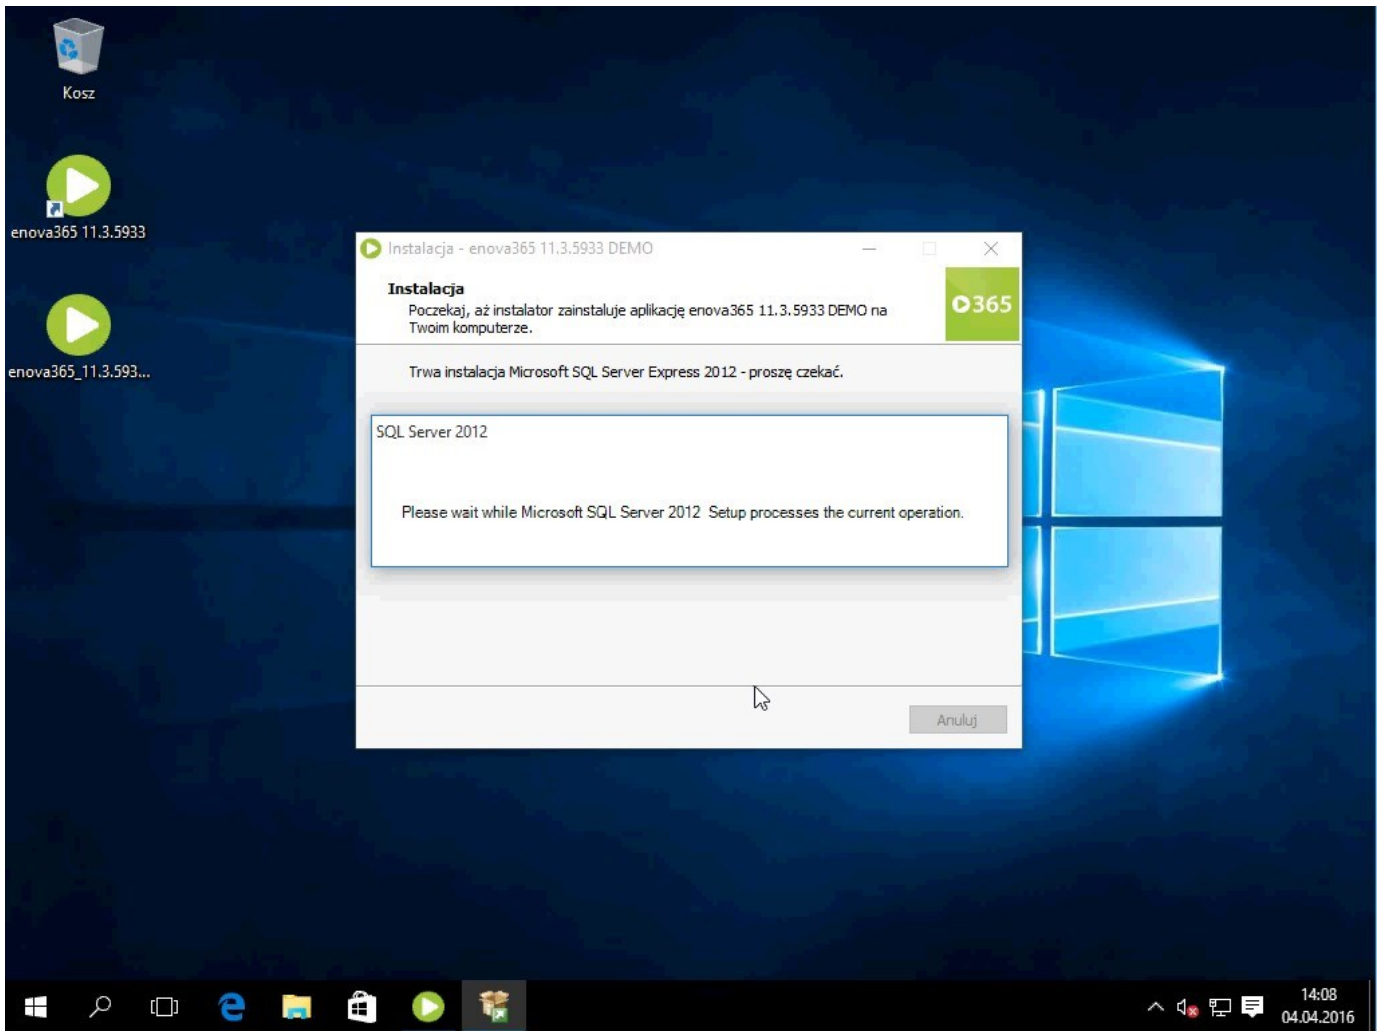 Kosz
enova365 11.3.5933
enova365_11.3.593...
Instalacja - enova365 11.3.5933 DEMO
Instalacja
Poczekaj, aż instalator zainstaluje aplikację enova365 11.3.5933 DEMO na
Twoim komputerze.
365
Trwa instalacja Microsoft SQL Server Express 2012 - proszę czekać.
SQL Server 2012
Please wait while Microsoft SQL Server 2012 Setup processes the current operation.
Anuluj
14:08
04.04.2016